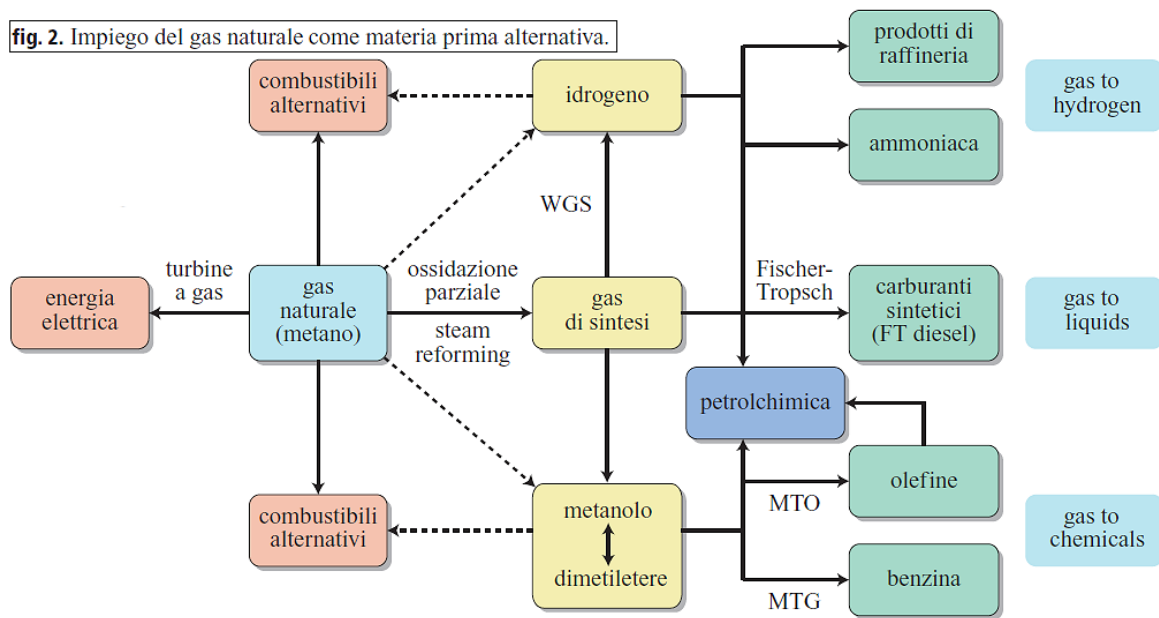 fig. 2. Impiego del gas naturale come materia prima alternativa.
combustibili
alternativi
idrogeno
prodotti di
raffineria
gas to
hydrogen
ammoniaca
WGS
turbine
a gas
energia
elettrica
gas
naturale
(metano)
ossidazione
parziale
steam
reforming
gas
di sintesi
Fischer-
Tropsch
carburanti
sintetici
(FT diesel)
gas to
liquids
petrolchimica
combustibili
alternativi
metanolo
dimetiletere
MTO
olefine
MTG
benzina
gas to
chemicals